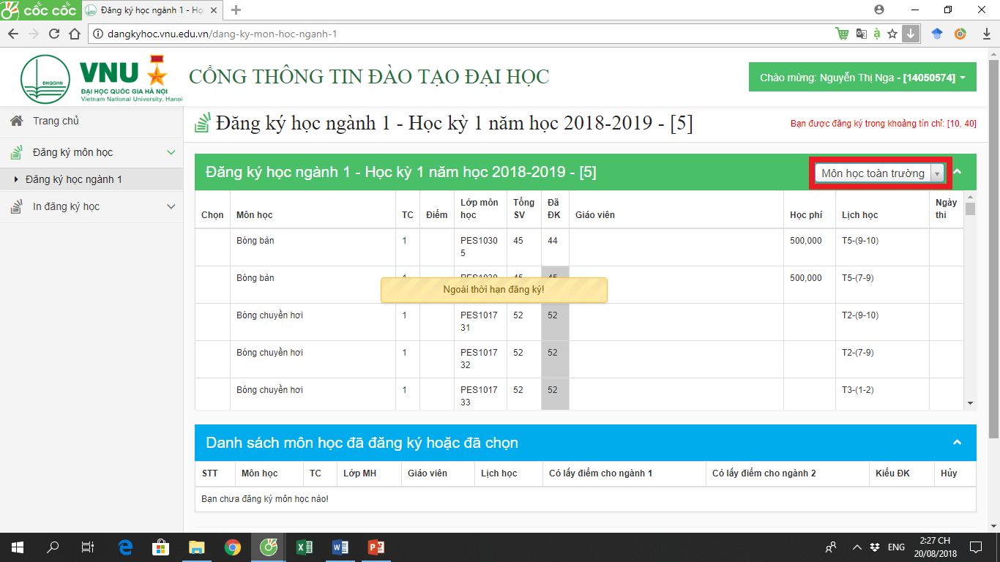 cốc cốc
Đăng ký học ngành 1 - Họ
dangkyhoc.vnu.edu.vn/dang-ky-mon-hoc-nganh-1
ĐHQGHN
VNU
ĐẠI HỌC QUỐC GIA HÀ NỘI
Vietnam National University, Hanoi
CỔNG THÔNG TIN ĐÀO TẠO ĐẠI HỌC
Chào mừng: Nguyễn Thị Nga - [14050574]
Trang chủ
Đăng ký môn học
Đăng ký học ngành 1
In đăng ký học
Đăng ký học ngành 1 - Học kỳ 1 năm học 2018-2019 - [5]
Bạn được đăng ký trong khoảng tín chỉ: [10, 40]
Đăng ký học ngành 1 - Học kỳ 1 năm học 2018-2019 - [5]
Môn học toàn trường
Chọn Môn học TC Điểm Lớp môn học Tổng SV Đã ĐK Giáo viên Học phí Lịch học Ngày thi
Bóng bàn 1 PES1030 45 44 500,000 T5-(9-10)
5
Bóng bàn 1 45 45 500,000 T5-(7-9)
Ngoài thời hạn đăng ký!
Bóng chuyền hơi 1 PES1017 52 52 T2-(9-10)
31
Bóng chuyền hơi 1 PES1017 52 52 T2-(7-9)
32
Bóng chuyền hơi 1 PES1017 52 52 T3-(1-2)
33
Danh sách môn học đã đăng ký hoặc đã chọn
STT Môn học TC Lớp MH Giáo viên Lịch học Có lấy điểm cho ngành 1 Có lấy điểm cho ngành 2 Kiểu ĐK Hủy
Bạn chưa đăng ký môn học nào!
ENG
2:27 CH
20/08/2018